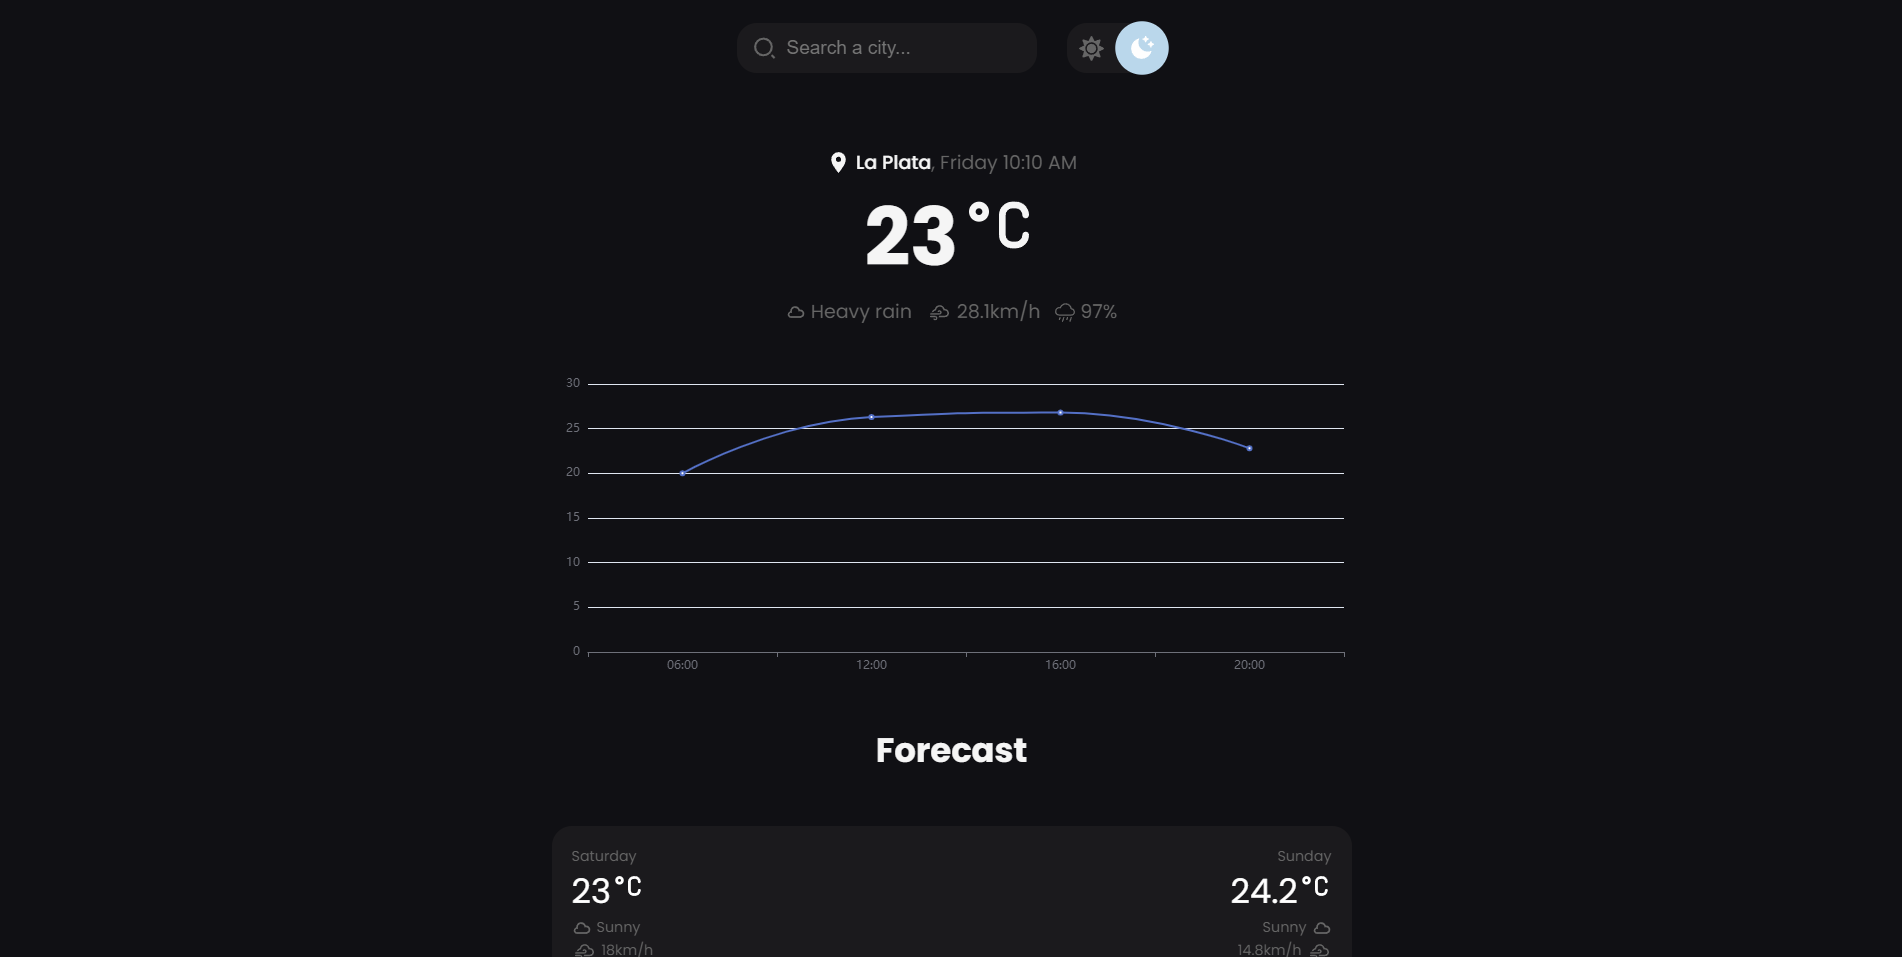 Search a city...
La Plata, Friday 10:10 AM
23°C
Heavy rain 28.1km/h 97%
30
25
20
15
10
5
0
06:00 12:00 16:00 20:00
Forecast
Saturday
23°C
Sunny
18km/h
Sunday
24.2°C
Sunny
14.8km/h